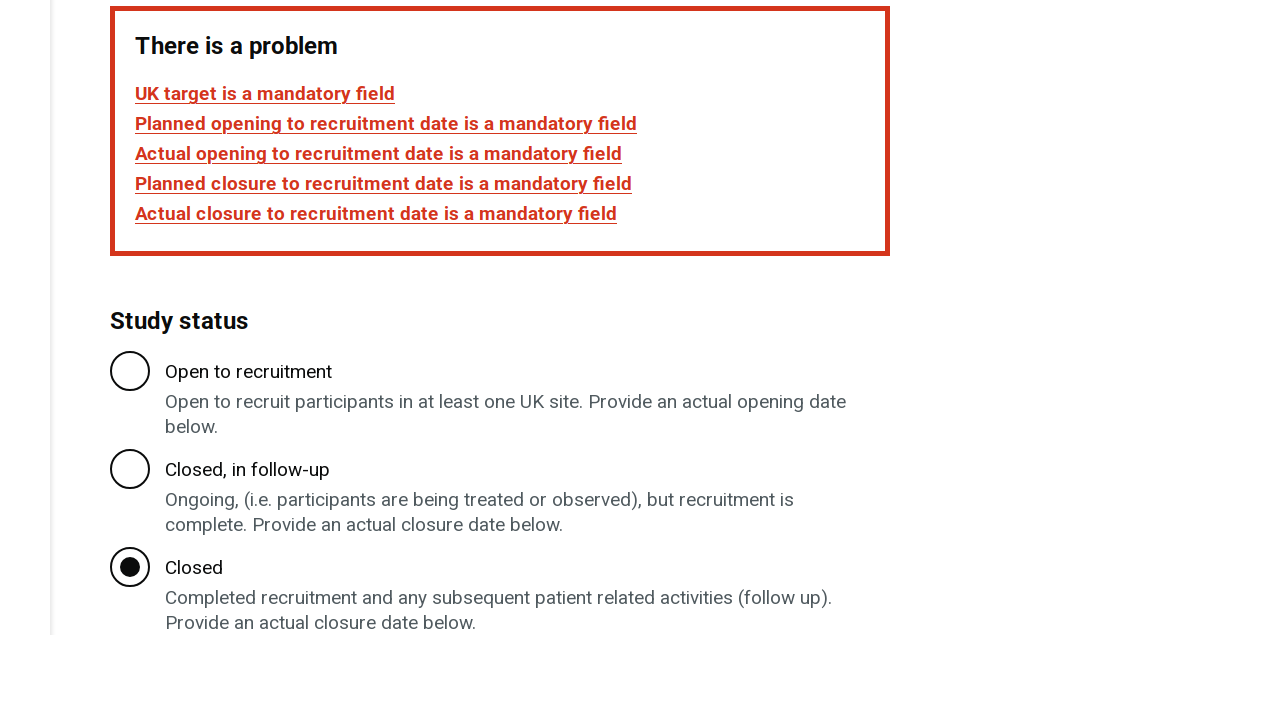 There is a problem
UK target is a mandatory field
Planned opening to recruitment date is a mandatory field
Actual opening to recruitment date is a mandatory field
Planned closure to recruitment date is a mandatory field
Actual closure to recruitment date is a mandatory field
Study status
Open to recruitment
Open to recruit participants in at least one UK site. Provide an actual opening date
below.
Closed, in follow-up
Ongoing, (i.e. participants are being treated or observed), but recruitment is
complete. Provide an actual closure date below.
Closed
Completed recruitment and any subsequent patient related activities (follow up).
Provide an actual closure date below.